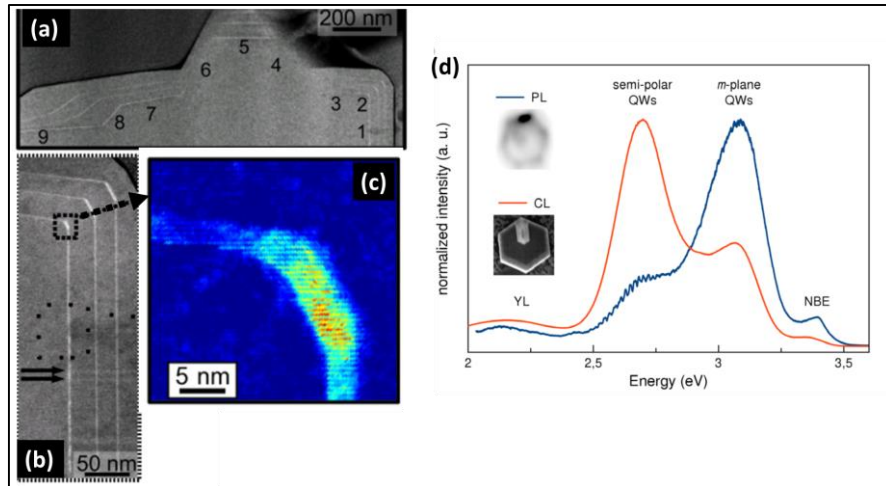 (a)
200 nm
5
6
4
3
2
7
8
1
9
(b)
50 nm
(c)
5 nm
(d)
semi-polar
QWs
m-plane
QWs
PL
CL
YL
NBE
normalized intensity (a. u.)
2
2,5
3
3,5
Energy (eV)